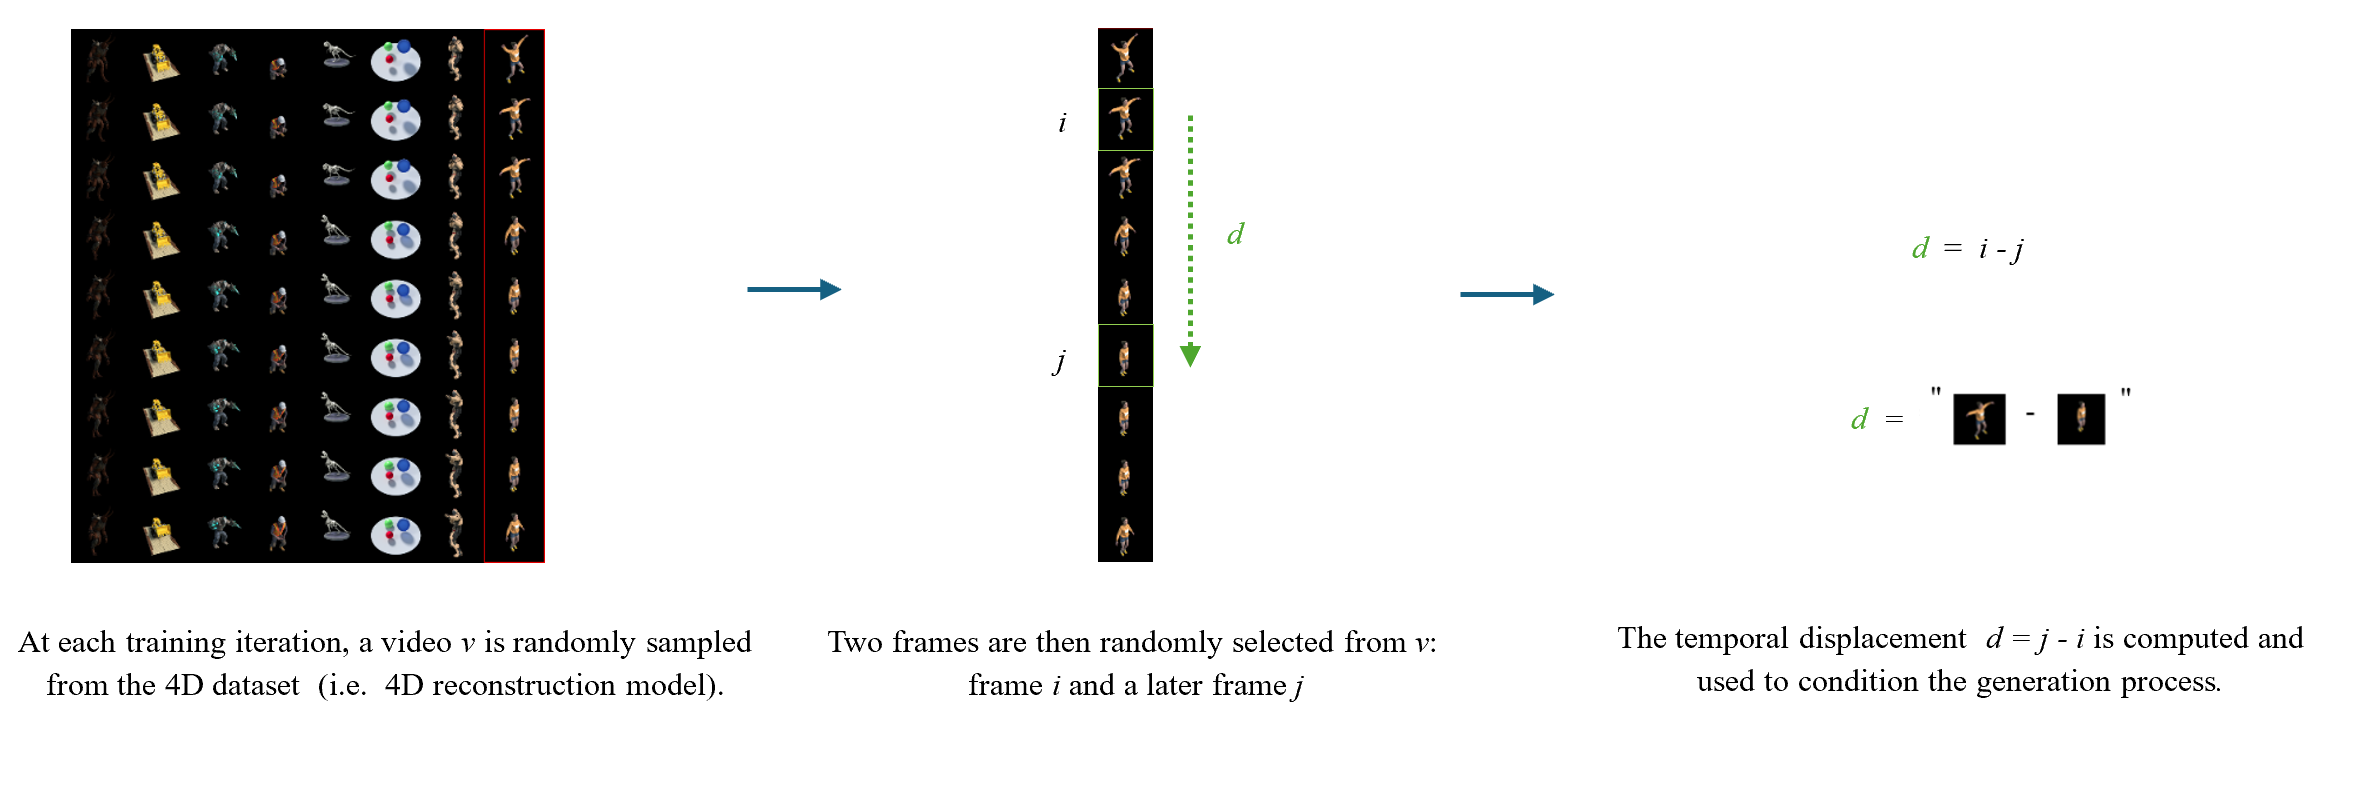 i
d
j
d = i - j
d = " - "
At each training iteration, a video v is randomly sampled
from the 4D dataset (i.e. 4D reconstruction model).
Two frames are then randomly selected from v:
frame i and a later frame j
The temporal displacement d = j - i is computed and
used to condition the generation process.